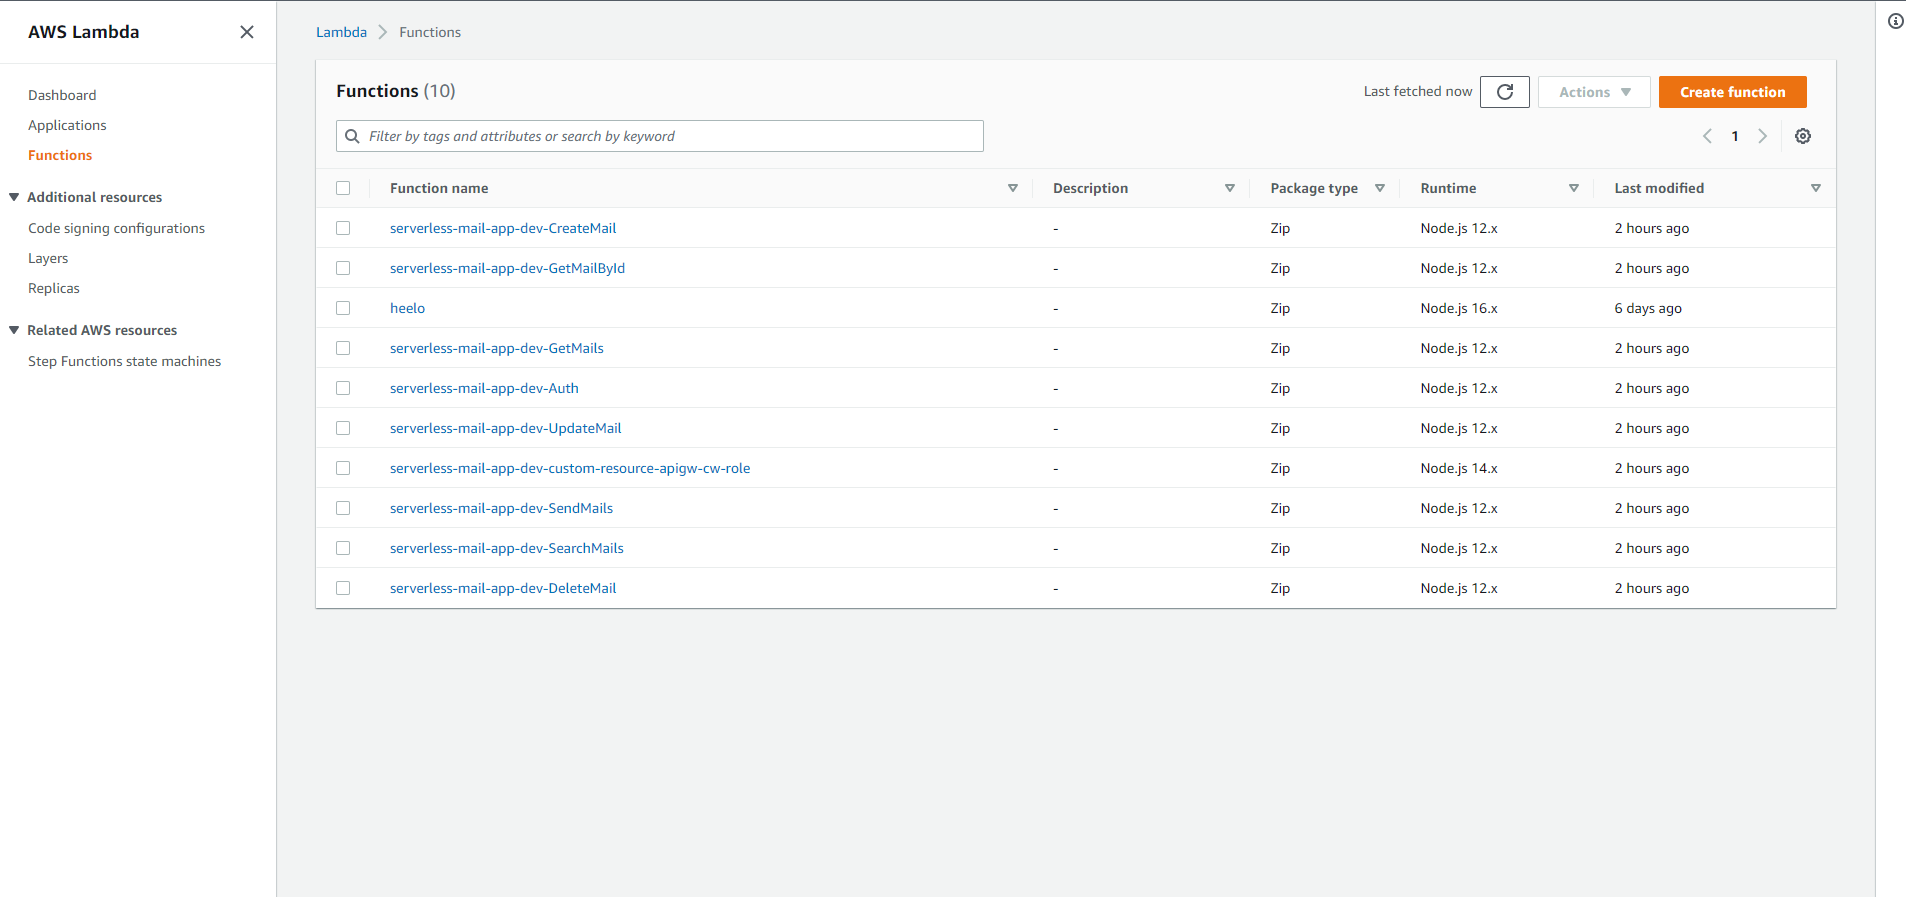 AWS Lambda
Dashboard
Applications
Functions
Additional resources
Code signing configurations
Layers
Replicas
Related AWS resources
Step Functions state machines
Lambda Functions
Functions (10)
Last fetched now
Actions
Create function
Filter by tags and attributes or search by keyword
1
Function name Description Package type Runtime Last modified
serverless-mail-app-dev-CreateMail - Zip Node.js 12.x 2 hours ago
serverless-mail-app-dev-GetMailById - Zip Node.js 12.x 2 hours ago
heelo - Zip Node.js 16.x 6 days ago
serverless-mail-app-dev-GetMails - Zip Node.js 12.x 2 hours ago
serverless-mail-app-dev-Auth - Zip Node.js 12.x 2 hours ago
serverless-mail-app-dev-UpdateMail - Zip Node.js 12.x 2 hours ago
serverless-mail-app-dev-custom-resource-apigw-cw-role - Zip Node.js 14.x 2 hours ago
serverless-mail-app-dev-SendMails - Zip Node.js 12.x 2 hours ago
serverless-mail-app-dev-SearchMails - Zip Node.js 12.x 2 hours ago
serverless-mail-app-dev-DeleteMail - Zip Node.js 12.x 2 hours ago